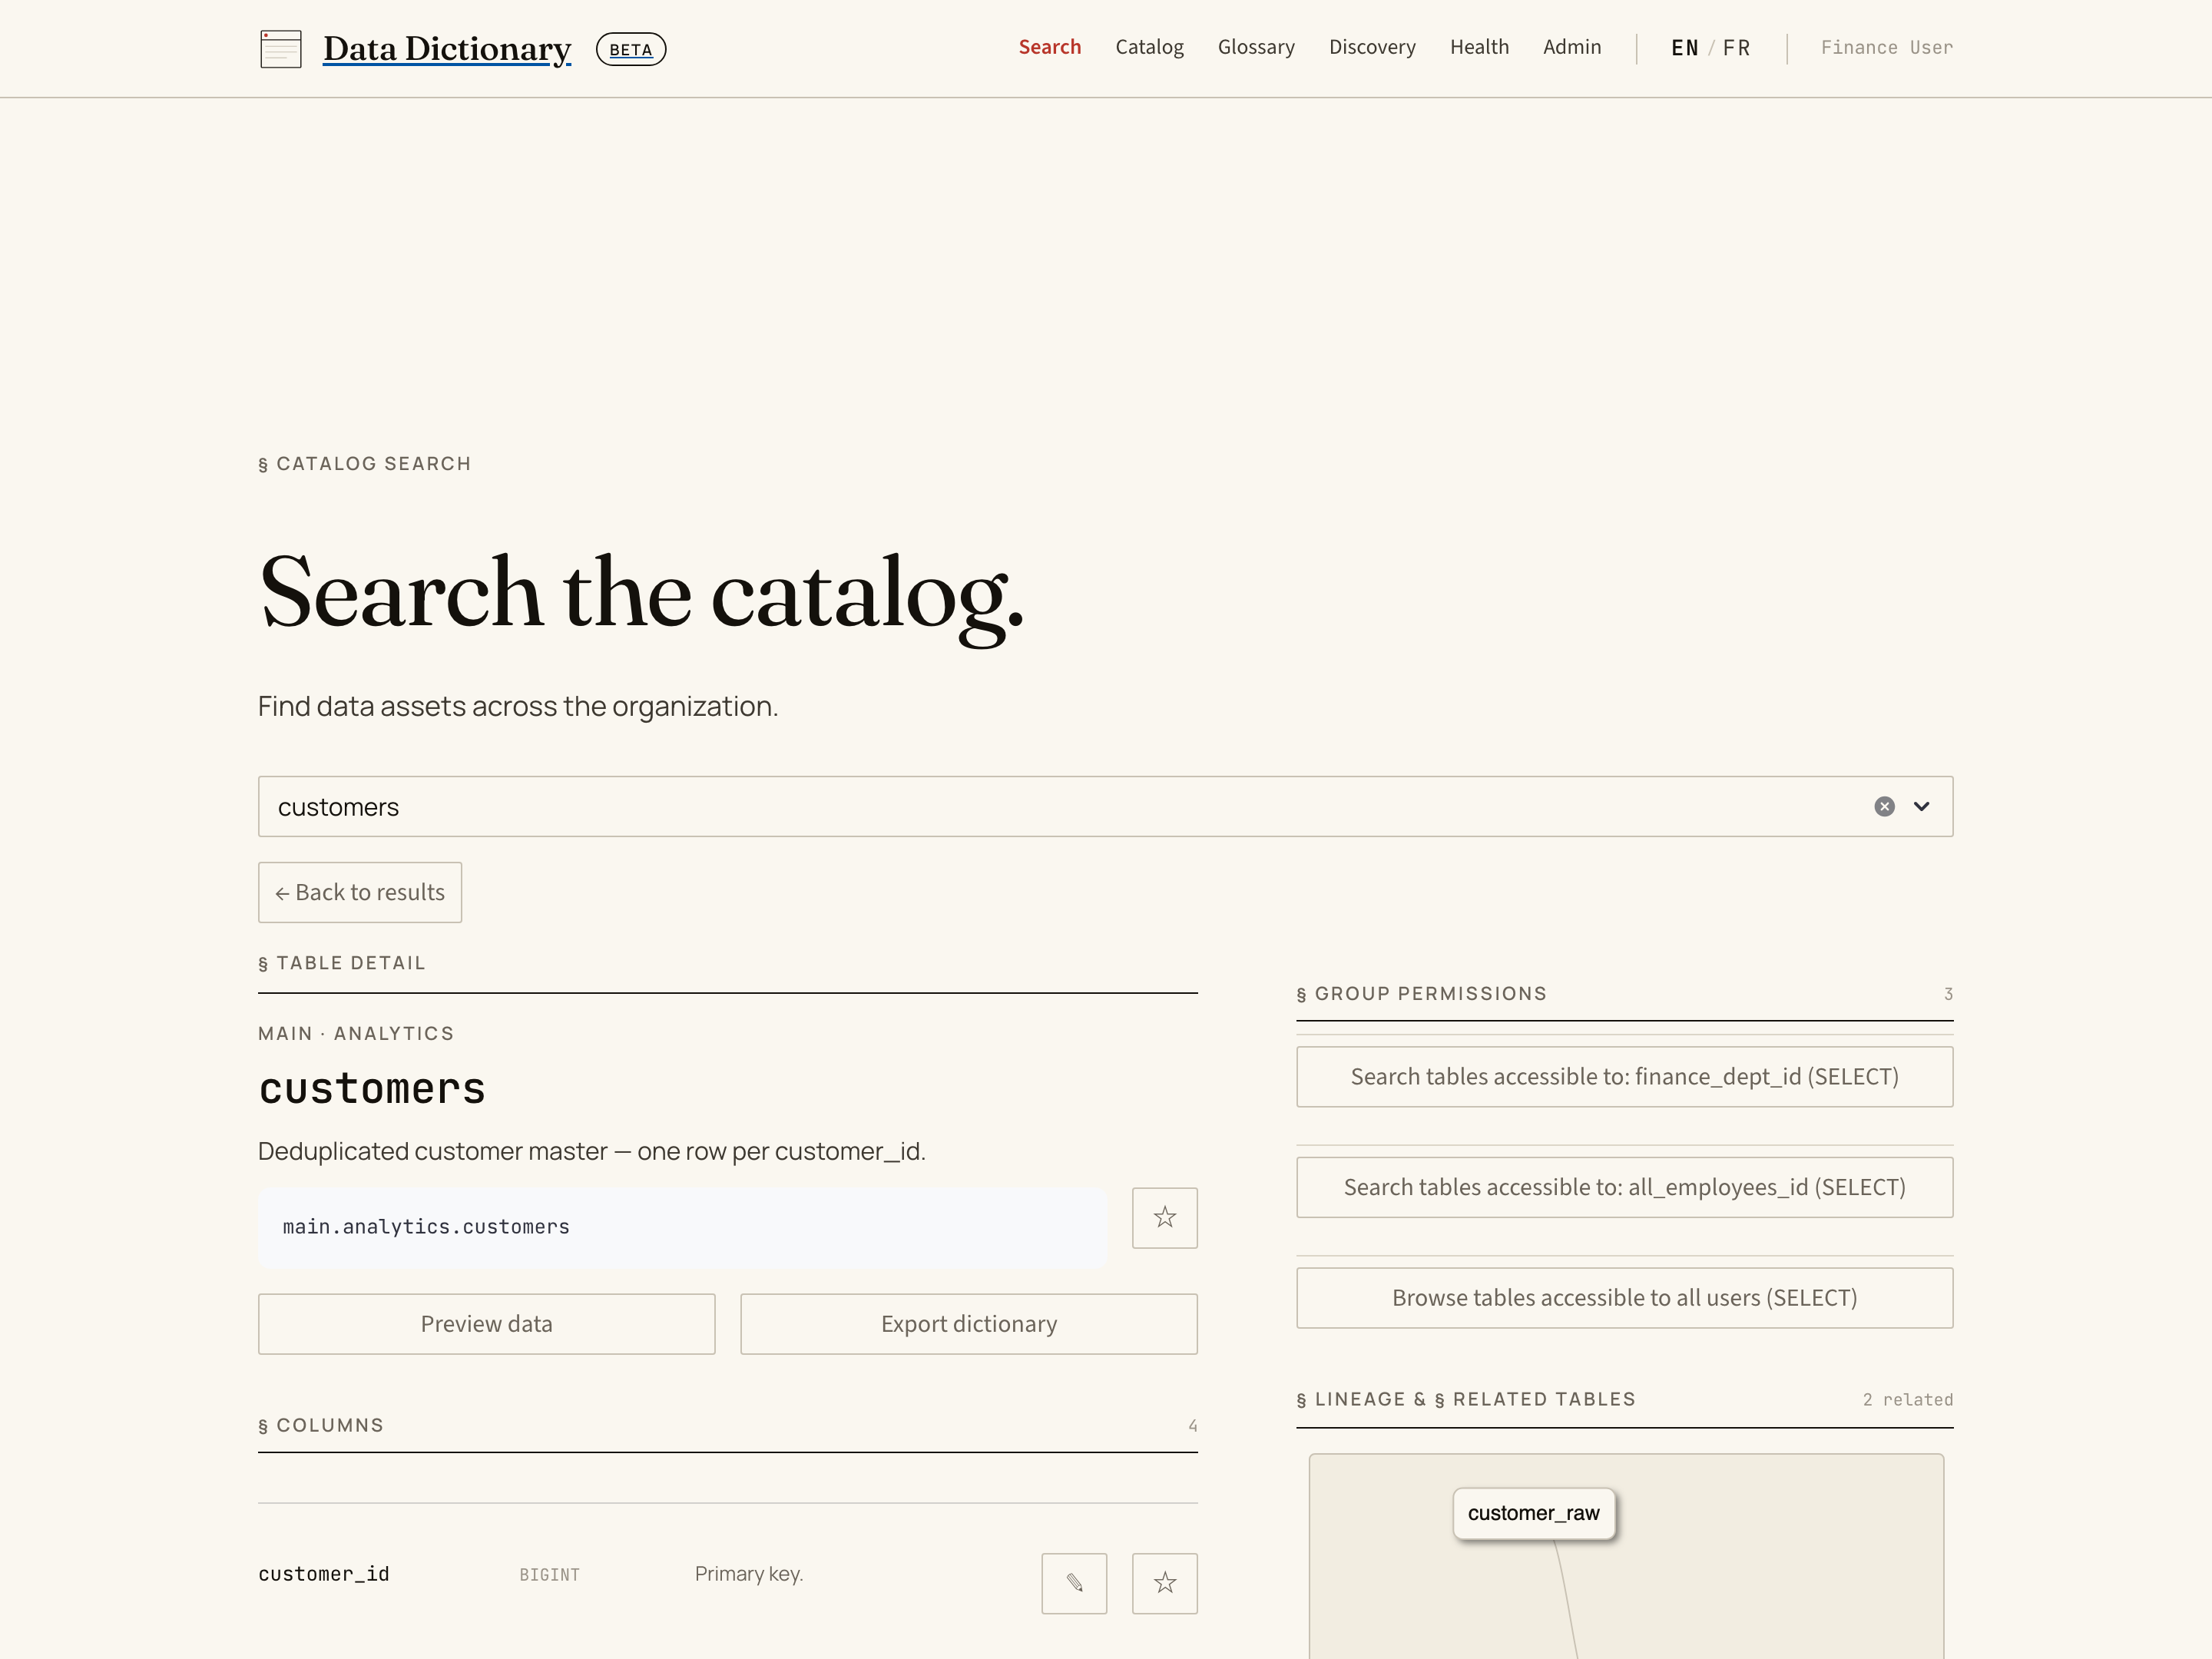 Data Dictionary BETA
Search Catalog Glossary Discovery Health Admin EN / FR Finance User
§ CATALOG SEARCH
Search the catalog.
Find data assets across the organization.
customers
← Back to results
§ TABLE DETAIL
MAIN · ANALYTICS
customers
Deduplicated customer master — one row per customer_id.
main.analytics.customers
☆
Preview data Export dictionary
§ COLUMNS 4
customer_id BIGINT Primary key. ✎ ☆
§ GROUP PERMISSIONS 3
Search tables accessible to: finance_dept_id (SELECT)
Search tables accessible to: all_employees_id (SELECT)
Browse tables accessible to all users (SELECT)
§ LINEAGE & § RELATED TABLES 2 related
customer_raw